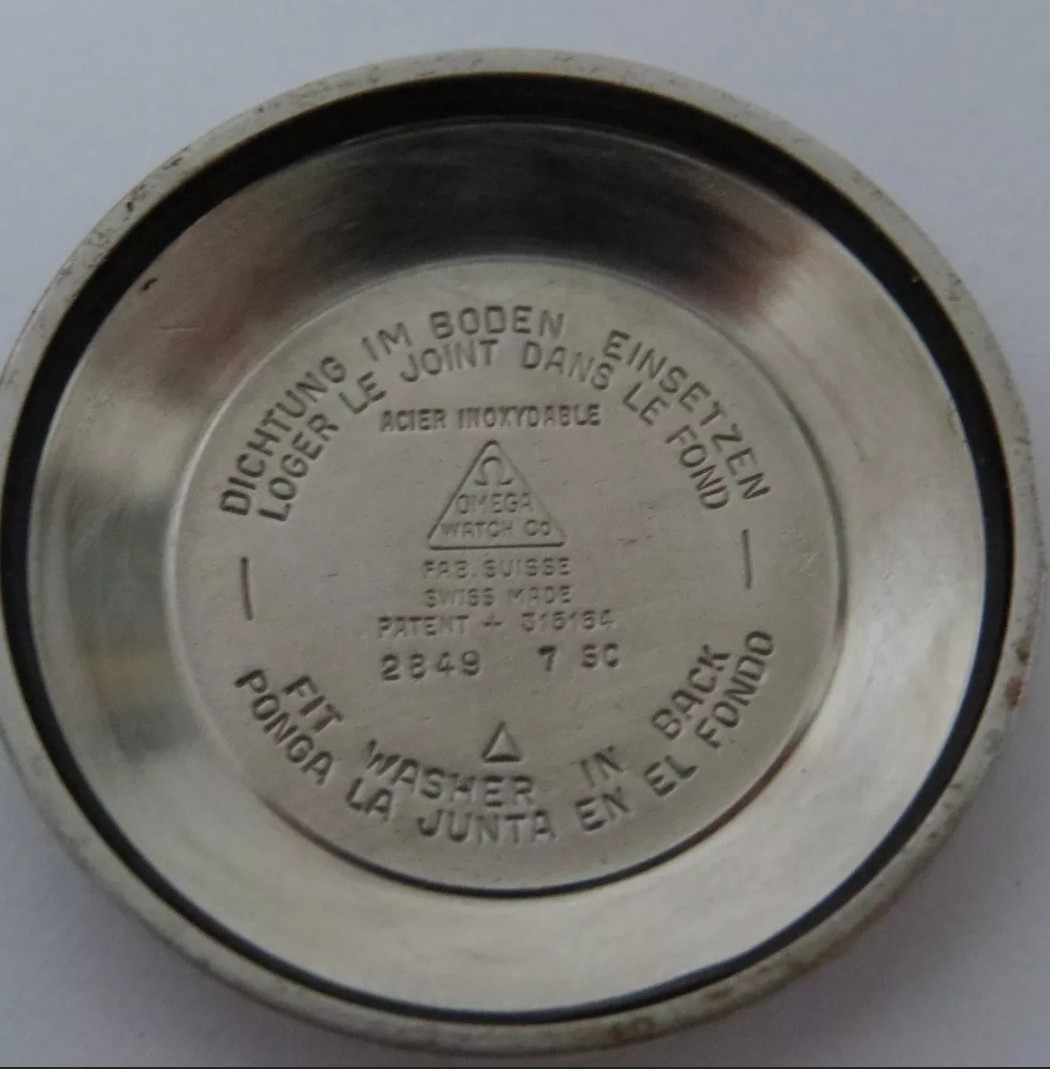 DICHTUNG IM BODEN EINSETZEN
LOGER LE JOINT DANS LE FOND
ACIER INOXYDABLE
Ω
OMEGA
WATCH Co
FAB. SUISSE
SWISS MADE
PATENT + 316164
2849 7 SC
FIT WASHER IN BACK
PONGA LA JUNTA EN EL FONDO